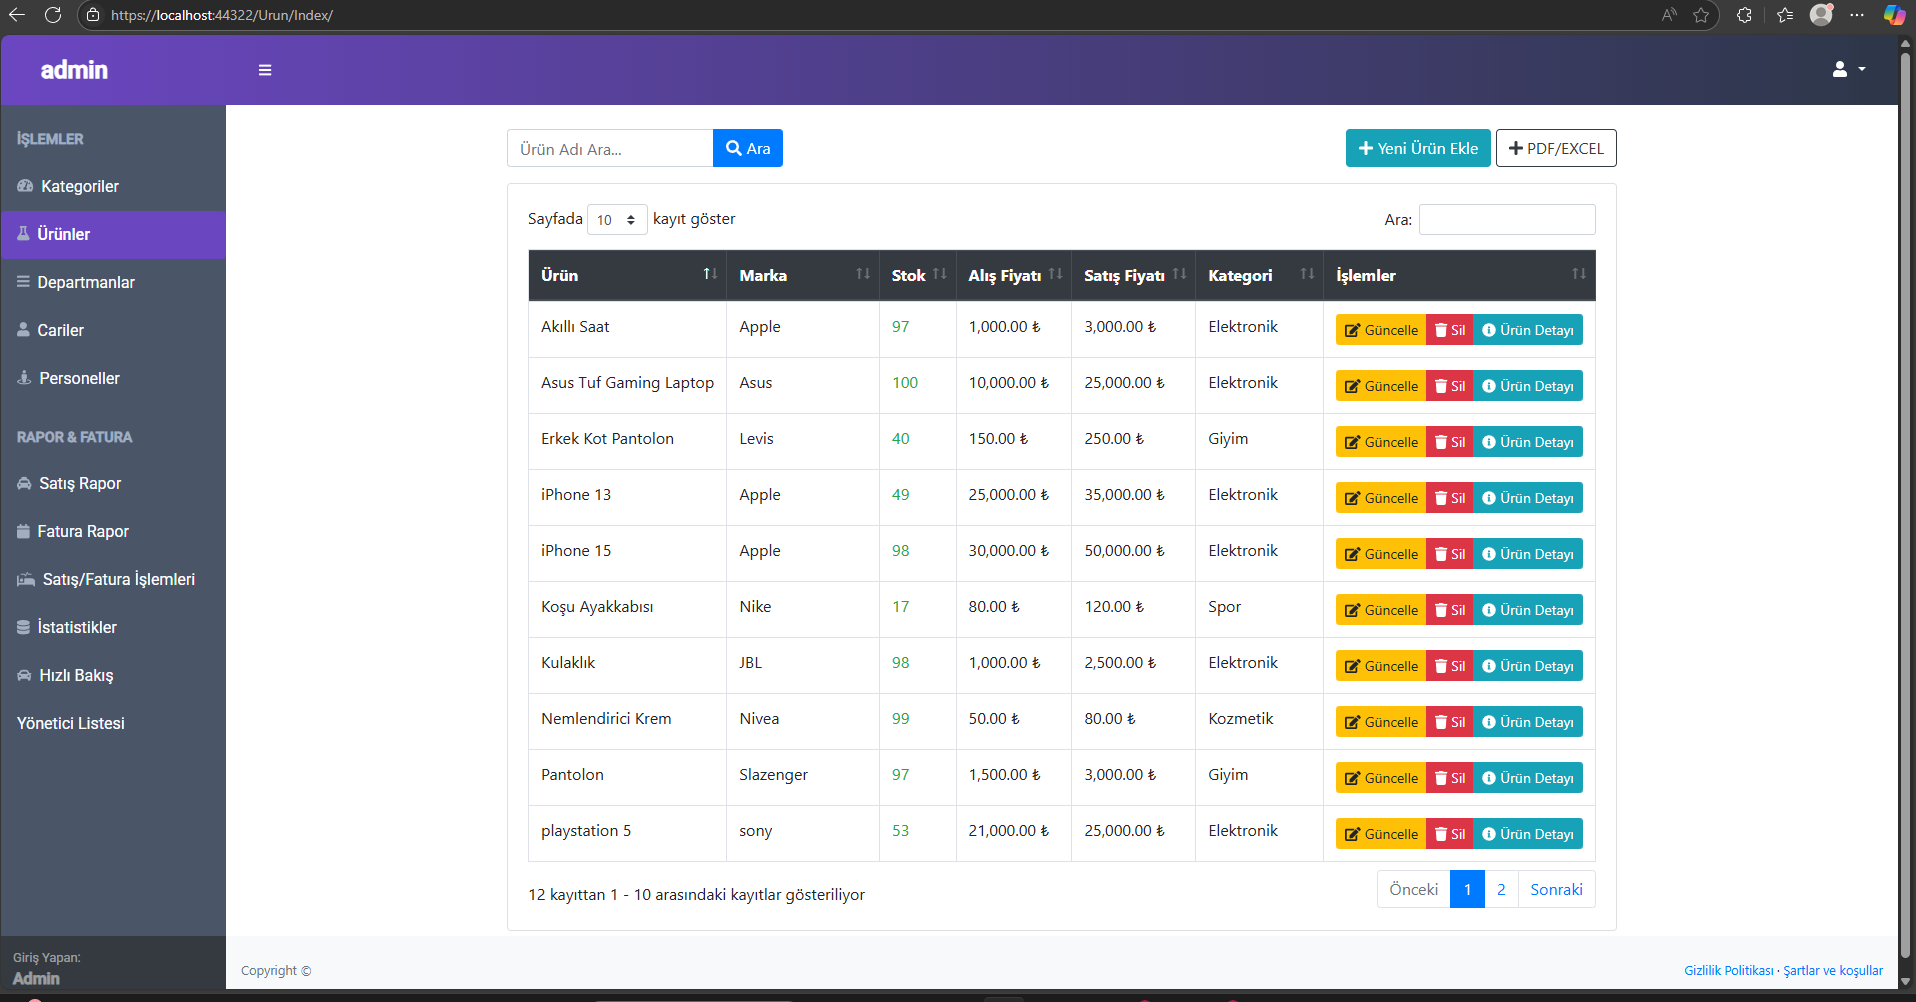 https://localhost:44322/Urun/Index/
admin
İŞLEMLER
Kategoriler
Ürünler
Departmanlar
Cariler
Personeller
RAPOR & FATURA
Satış Rapor
Fatura Rapor
Satış/Fatura İşlemleri
İstatistikler
Hızlı Bakış
Yönetici Listesi
Giriş Yapan:
Admin
Ürün Adı Ara... Ara Yeni Ürün Ekle PDF/EXCEL
Sayfada 10 kayıt göster Ara:
Ürün Marka Stok Alış Fiyatı Satış Fiyatı Kategori İşlemler
Akıllı Saat Apple 97 1,000.00 ₺ 3,000.00 ₺ Elektronik Güncelle Sil Ürün Detayı
Asus Tuf Gaming Laptop Asus 100 10,000.00 ₺ 25,000.00 ₺ Elektronik Güncelle Sil Ürün Detayı
Erkek Kot Pantolon Levis 40 150.00 ₺ 250.00 ₺ Giyim Güncelle Sil Ürün Detayı
iPhone 13 Apple 49 25,000.00 ₺ 35,000.00 ₺ Elektronik Güncelle Sil Ürün Detayı
iPhone 15 Apple 98 30,000.00 ₺ 50,000.00 ₺ Elektronik Güncelle Sil Ürün Detayı
Koşu Ayakkabısı Nike 17 80.00 ₺ 120.00 ₺ Spor Güncelle Sil Ürün Detayı
Kulaklık JBL 98 1,000.00 ₺ 2,500.00 ₺ Elektronik Güncelle Sil Ürün Detayı
Nemlendirici Krem Nivea 99 50.00 ₺ 80.00 ₺ Kozmetik Güncelle Sil Ürün Detayı
Pantolon Slazenger 97 1,500.00 ₺ 3,000.00 ₺ Giyim Güncelle Sil Ürün Detayı
playstation 5 sony 53 21,000.00 ₺ 25,000.00 ₺ Elektronik Güncelle Sil Ürün Detayı
12 kayıttan 1 - 10 arasındaki kayıtlar gösteriliyor Önceki 1 2 Sonraki
Copyright © Gizlilik Politikası · Şartlar ve koşullar